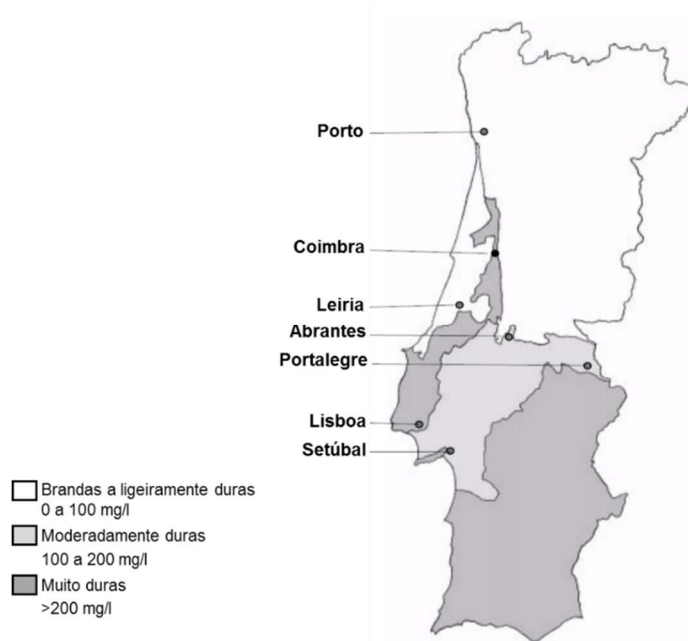 Porto
Coimbra
Leiria
Abrantes
Portalegre
Lisboa
Setúbal
Brandas a ligeiramente duras
0 a 100 mg/l
Moderadamente duras
100 a 200 mg/l
Muito duras
>200 mg/l